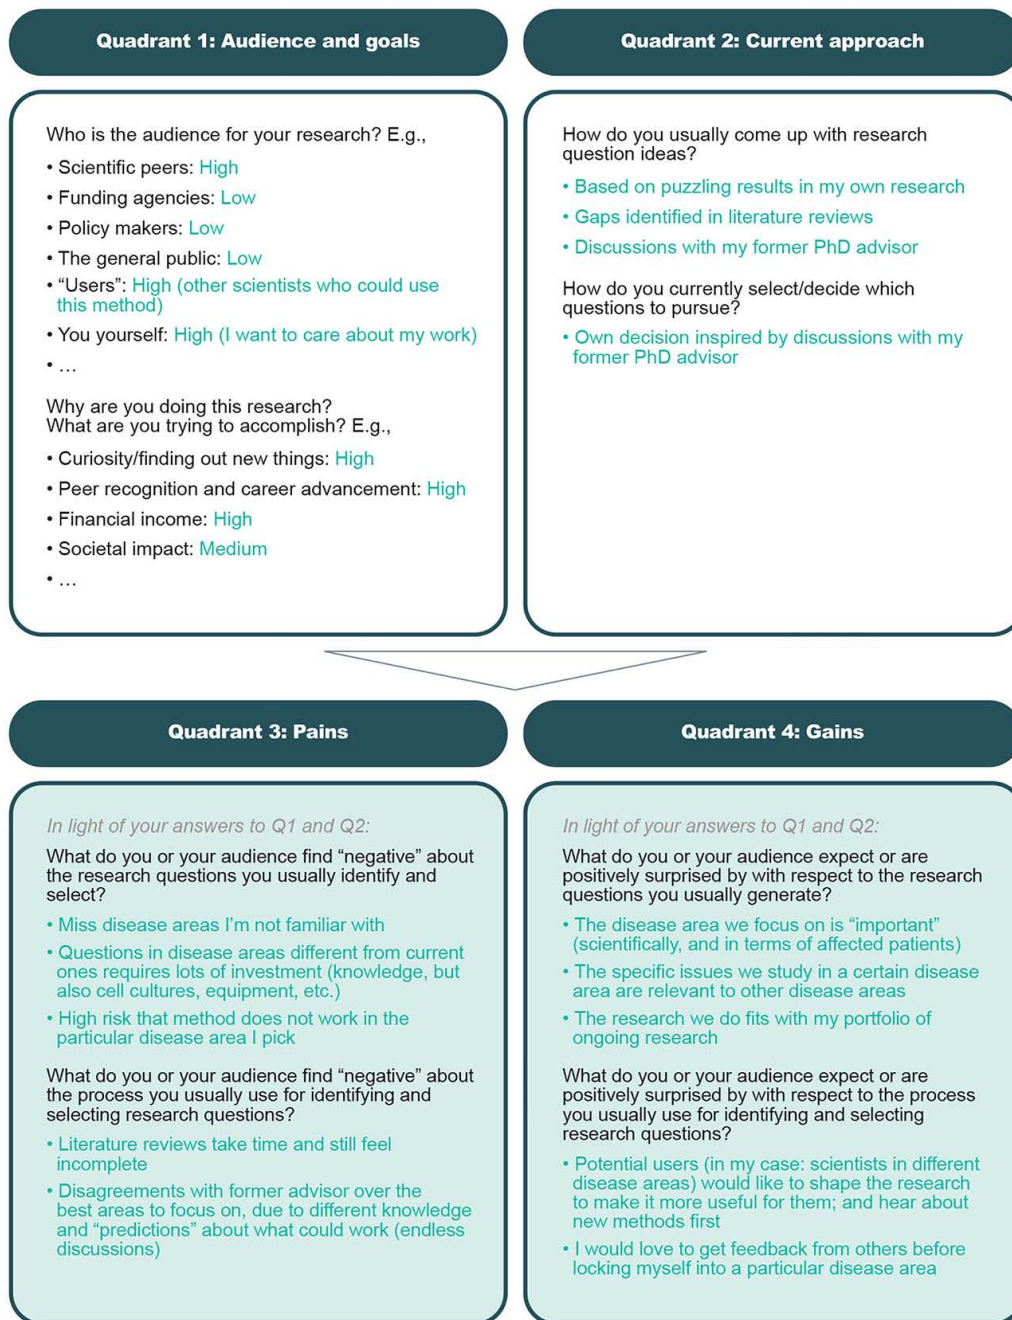 Quadrant 1: Audience and goals
Who is the audience for your research? E.g.,
• Scientific peers: High
• Funding agencies: Low
• Policy makers: Low
• The general public: Low
• “Users”: High (other scientists who could use
this method)
• You yourself: High (I want to care about my work)
• …
Why are you doing this research?
What are you trying to accomplish? E.g.,
• Curiosity/finding out new things: High
• Peer recognition and career advancement: High
• Financial income: High
• Societal impact: Medium
• …
Quadrant 2: Current approach
How do you usually come up with research
question ideas?
• Based on puzzling results in my own research
• Gaps identified in literature reviews
• Discussions with my former PhD advisor
How do you currently select/decide which
questions to pursue?
• Own decision inspired by discussions with my
former PhD advisor
Quadrant 3: Pains
In light of your answers to Q1 and Q2:
What do you or your audience find “negative” about
the research questions you usually identify and
select?
• Miss disease areas I’m not familiar with
• Questions in disease areas different from current
ones requires lots of investment (knowledge, but
also cell cultures, equipment, etc.)
• High risk that method does not work in the
particular disease area I pick
What do you or your audience find “negative” about
the process you usually use for identifying and
selecting research questions?
• Literature reviews take time and still feel
incomplete
• Disagreements with former advisor over the
best areas to focus on, due to different knowledge
and “predictions” about what could work (endless
discussions)
Quadrant 4: Gains
In light of your answers to Q1 and Q2:
What do you or your audience expect or are
positively surprised by with respect to the research
questions you usually generate?
• The disease area we focus on is “important”
(scientifically, and in terms of affected patients)
• The specific issues we study in a certain disease
area are relevant to other disease areas
• The research we do fits with my portfolio of
ongoing research
What do you or your audience expect or are
positively surprised by with respect to the process
you usually use for identifying and selecting
research questions?
• Potential users (in my case: scientists in different
disease areas) would like to shape the research
to make it more useful for them; and hear about
new methods first
• I would love to get feedback from others before
locking myself into a particular disease area